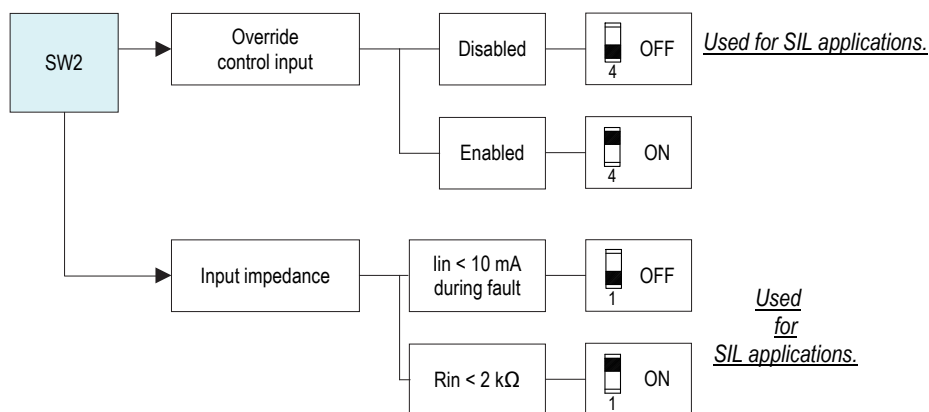 SW2
Override
control input
Disabled
4
OFF
Used for SIL applications.
Enabled
4
ON
Input impedance
Iin < 10 mA
during fault
1
OFF
Used
for
SIL applications.
Rin < 2 kΩ
1
ON